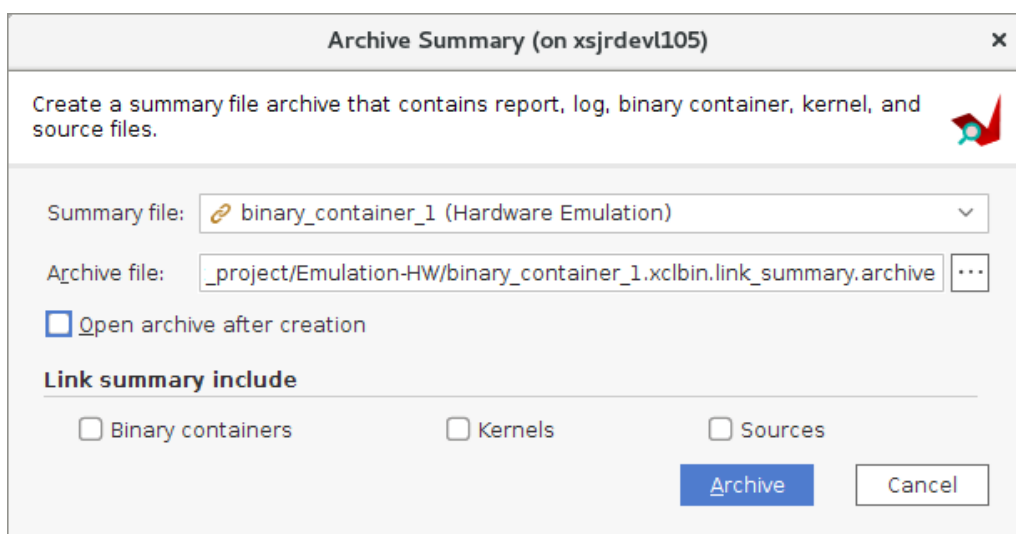 Archive Summary (on xsjrdevl105)
Create a summary file archive that contains report, log, binary container, kernel, and
source files.
Summary file: binary_container_1 (Hardware Emulation)
Archive file: _project/Emulation-HW/binary_container_1.xclbin.link_summary.archive ...
Open archive after creation
Link summary include
Binary containers Kernels Sources
Archive Cancel